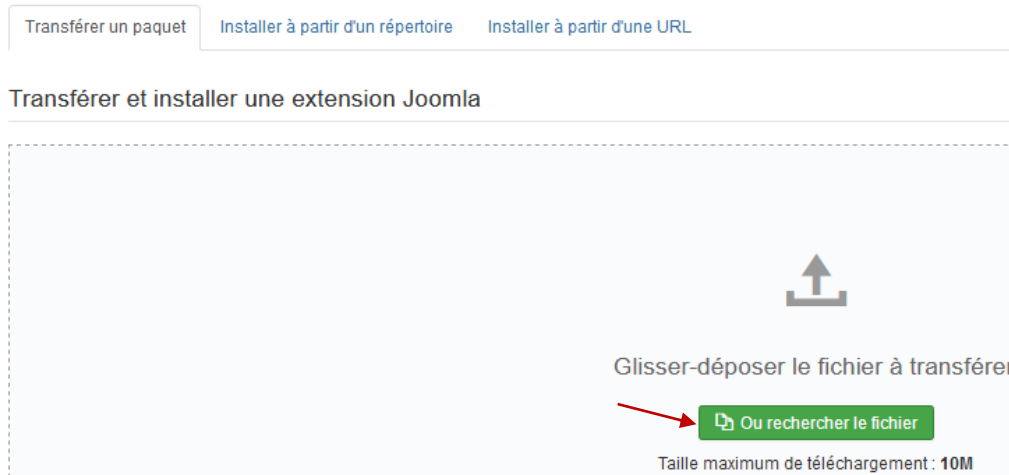 Transférer un paquet Installer à partir d'un répertoire Installer à partir d'une URL
Transférer et installer une extension Joomla
Glisser-déposer le fichier à transférer
Ou rechercher le fichier
Taille maximum de téléchargement : 10M